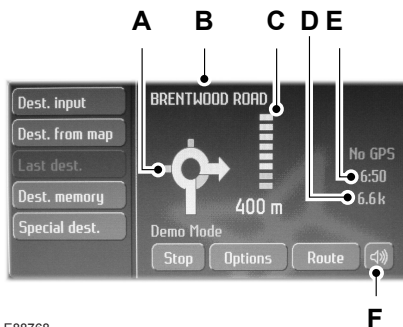 A B C D E
Dest. input
Dest. from map
Last dest.
Dest. memory
Special dest.
BRENTWOOD ROAD
No GPS
6:50
6.6k
400 m
Demo Mode
Stop Options Route
F